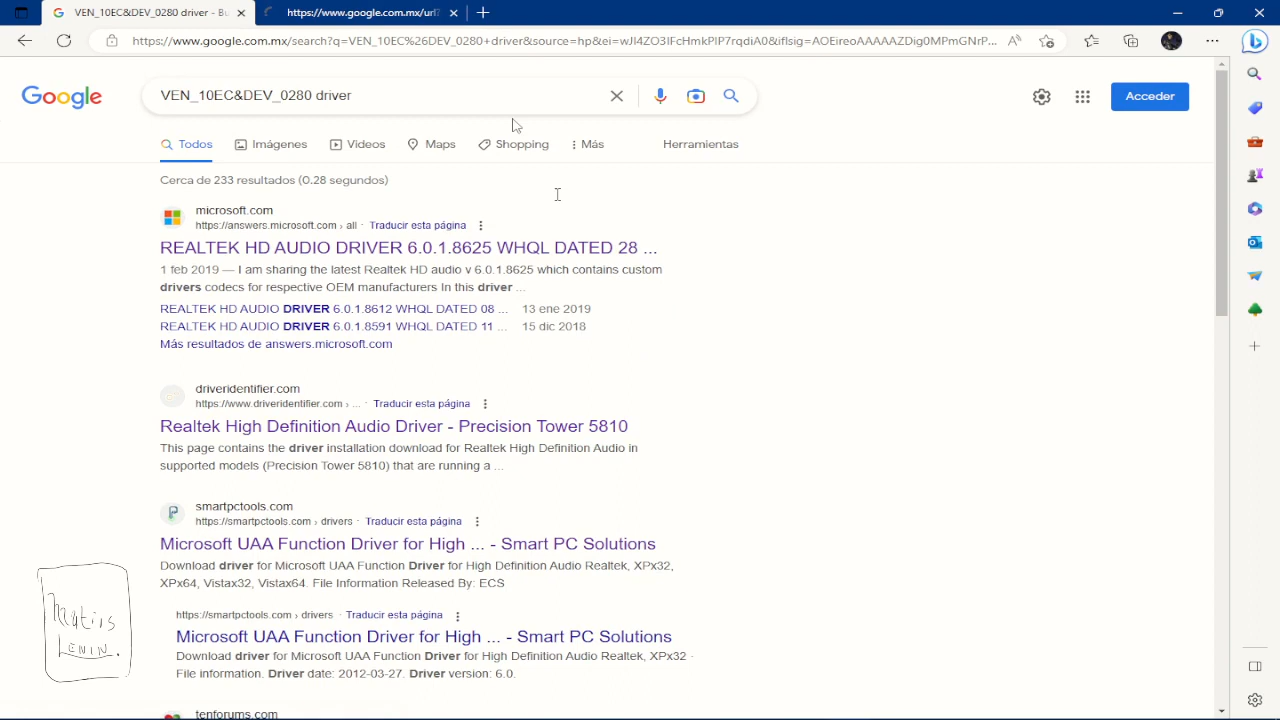 VEN_10EC&DEV_0280 driver - Bu
https://www.google.com.mx/url?
https://www.google.com.mx/search?q=VEN_10EC%26DEV_0280+driver&source=hp&ei=wJI4ZO3IFcHmkPIP7rqdiA0&iflsig=AOEireoAAAAAZDig0MPmGNrP...
Google
VEN_10EC&DEV_0280 driver
Acceder
Todos
Imágenes
Videos
Maps
Shopping
Más
Herramientas
Cerca de 233 resultados (0.28 segundos)
microsoft.com
https://answers.microsoft.com › all · Traducir esta página
REALTEK HD AUDIO DRIVER 6.0.1.8625 WHQL DATED 28 ...
1 feb 2019 — I am sharing the latest Realtek HD audio v 6.0.1.8625 which contains custom
drivers codecs for respective OEM manufacturers In this driver ...
REALTEK HD AUDIO DRIVER 6.0.1.8612 WHQL DATED 08 ... 13 ene 2019
REALTEK HD AUDIO DRIVER 6.0.1.8591 WHQL DATED 11 ... 15 dic 2018
Más resultados de answers.microsoft.com
driveridentifier.com
https://www.driveridentifier.com › ... · Traducir esta página
Realtek High Definition Audio Driver - Precision Tower 5810
This page contains the driver installation download for Realtek High Definition Audio in
supported models (Precision Tower 5810) that are running a ...
smartpctools.com
https://smartpctools.com › drivers · Traducir esta página
Microsoft UAA Function Driver for High ... - Smart PC Solutions
Download driver for Microsoft UAA Function Driver for High Definition Audio Realtek, XPx32,
XPx64, Vistax32, Vistax64. File Information Released By: ECS
https://smartpctools.com › drivers · Traducir esta página
Microsoft UAA Function Driver for High ... - Smart PC Solutions
Download driver for Microsoft UAA Function Driver for High Definition Audio Realtek, XPx32 ·
File information. Driver date: 2012-03-27. Driver version: 6.0.
tenforums.com
LENIN.